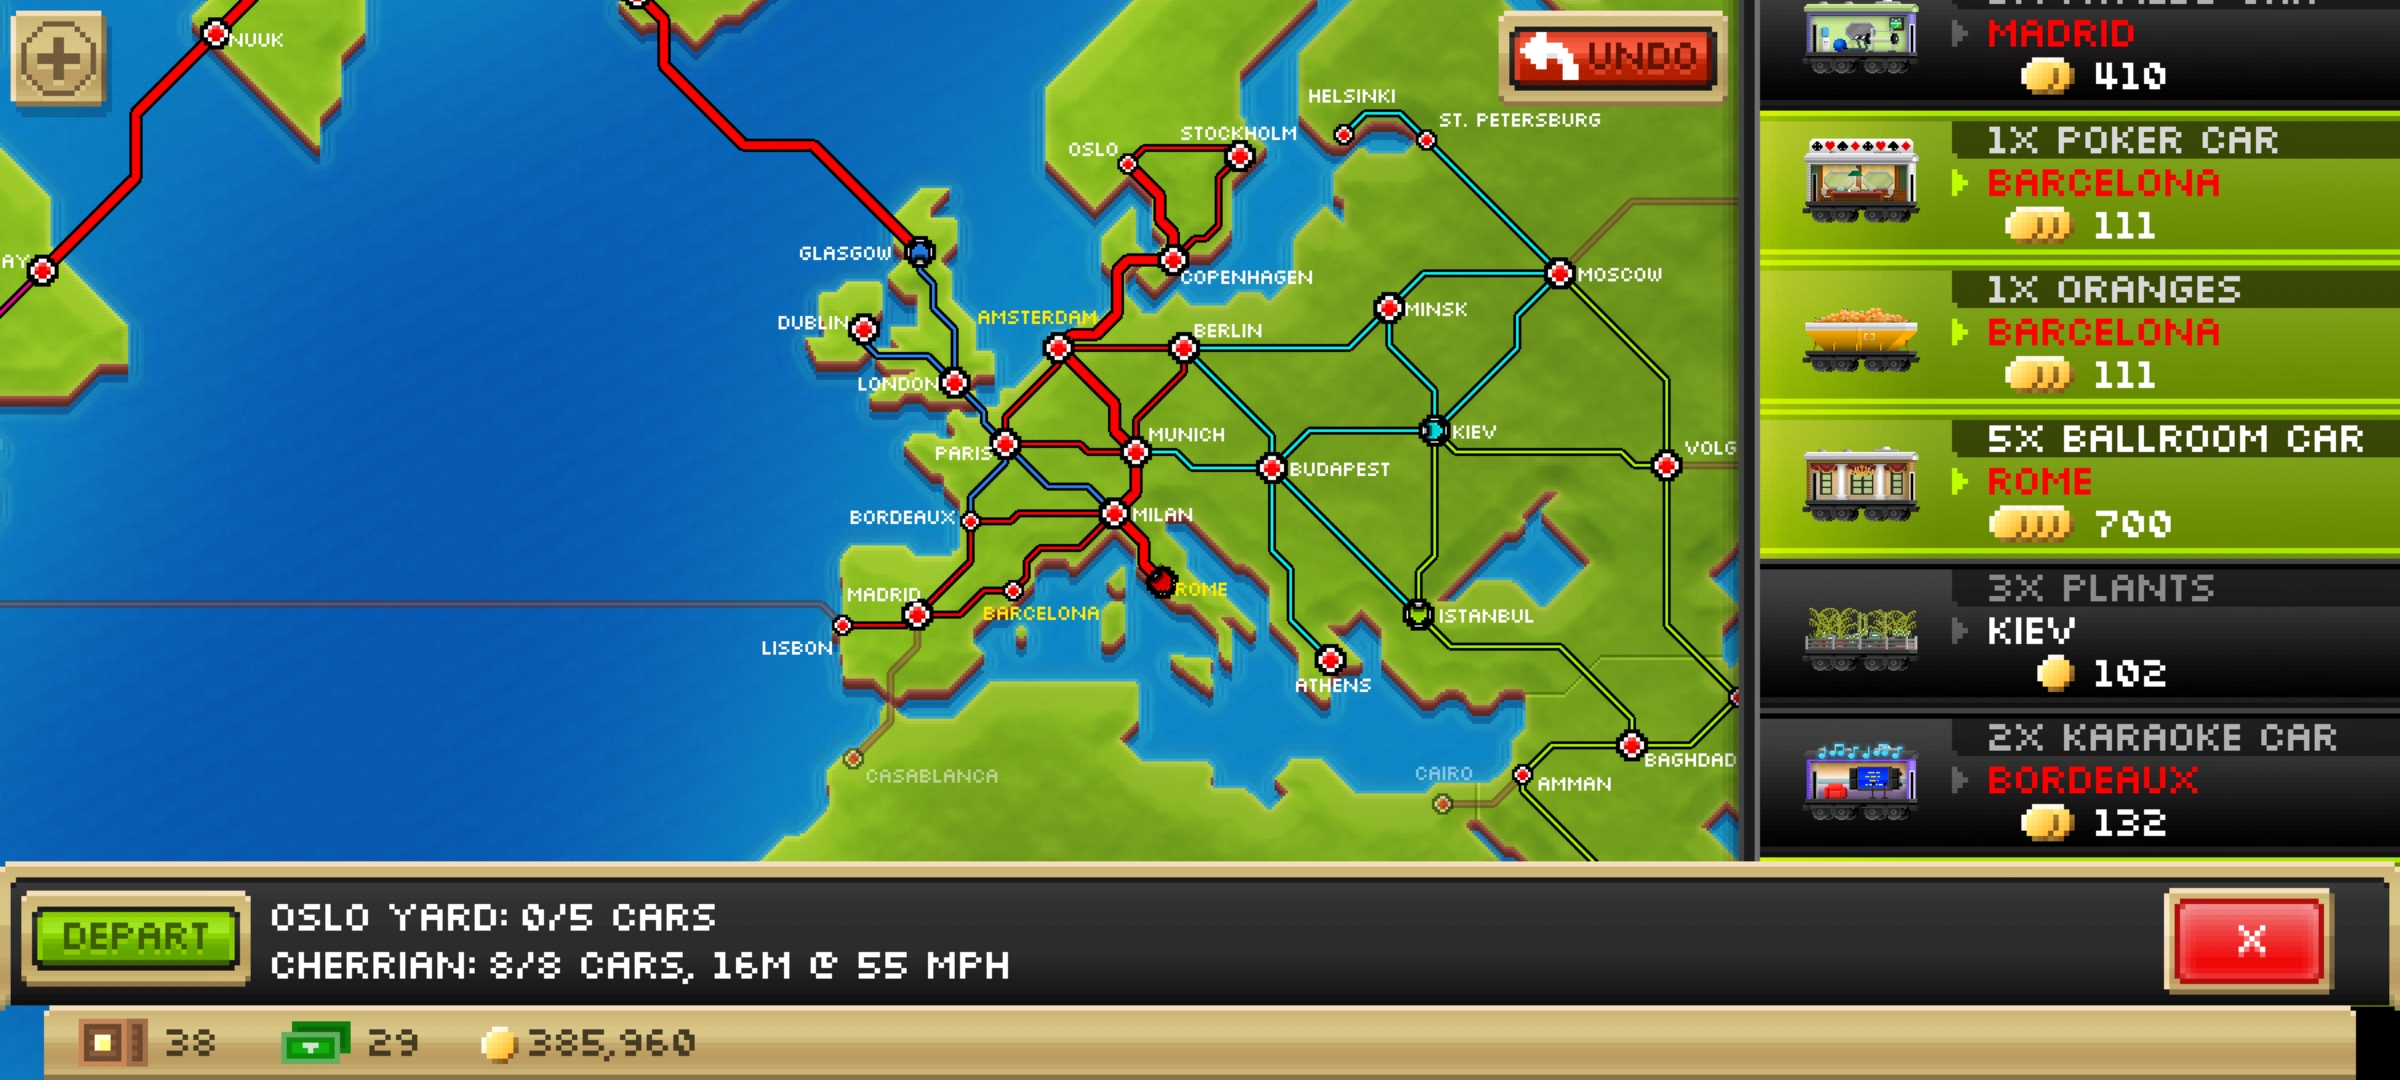 NUUK
AY
UNDO
HELSINKI
ST. PETERSBURG
STOCKHOLM
OSLO
GLASGOW
COPENHAGEN
MOSCOW
AMSTERDAM
DUBLIN
BERLIN
MINSK
LONDON
MUNICH
KIEV
PARIS
VOLG
BUDAPEST
BORDEAUX
MILAN
MADRID
ROME
BARCELONA
ISTANBUL
LISBON
ATHENS
BAGHDAD
CASABLANCA
CAIRO
AMMAN
MADRID
410
1X POKER CAR
BARCELONA
111
1X ORANGES
BARCELONA
111
5X BALLROOM CAR
ROME
700
3X PLANTS
KIEV
102
2X KARAOKE CAR
BORDEAUX
132
DEPART
OSLO YARD: 0/5 CARS
CHERRIAN: 8/8 CARS, 16M @ 55 MPH
X
38
29
385,960